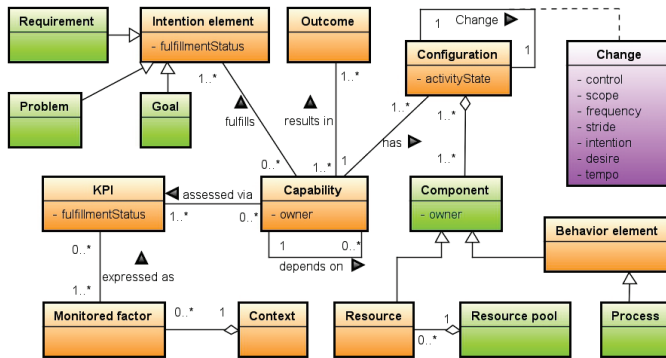 Requirement
Intention element
- fulfillmentStatus
Outcome
1
Change
Configuration
- activityState
1
Change
- control
- scope
- frequency
- stride
- intention
- desire
- tempo
Problem
Goal
1..*
1..*
1..*
1..*
fulfills
results in
has
0..*
1..*
1
1..*
KPI
- fulfillmentStatus
assessed via
1..*
0..*
Capability
- owner
1
0..*
depends on
Component
- owner
Behavior element
0..*
expressed as
1..*
Monitored factor
0..*
1
Context
Resource
1
0..*
Resource pool
Process